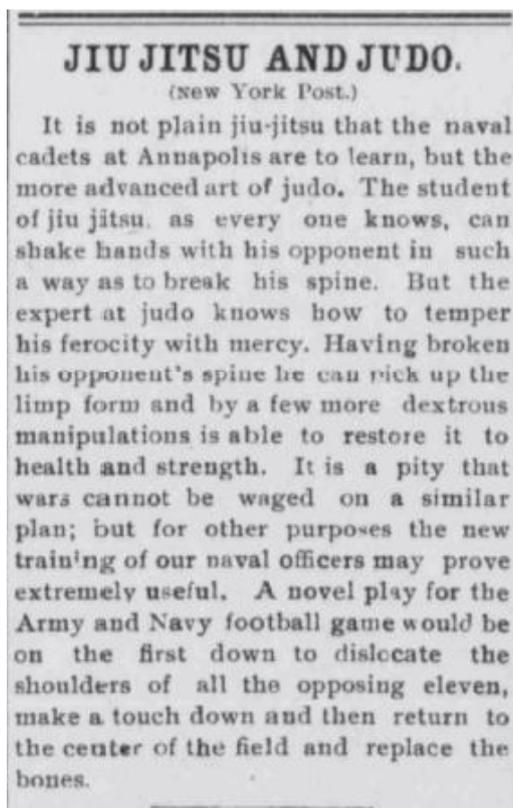 JIU JITSU AND JUDO.
(New York Post.)
It is not plain jiu-jitsu that the naval
cadets at Annapolis are to learn, but the
more advanced art of judo. The student
of jiu jitsu, as every one knows, can
shake hands with his opponent in such
a way as to break his spine. But the
expert at judo knows how to temper
his ferocity with mercy. Having broken
his opponent's spine he can pick up the
limp form and by a few more dextrous
manipulations is able to restore it to
health and strength. It is a pity that
wars cannot be waged on a similar
plan; but for other purposes the new
training of our naval officers may prove
extremely useful. A novel play for the
Army and Navy football game would be
on the first down to dislocate the
shoulders of all the opposing eleven,
make a touch down and then return to
the center of the field and replace the
bones.